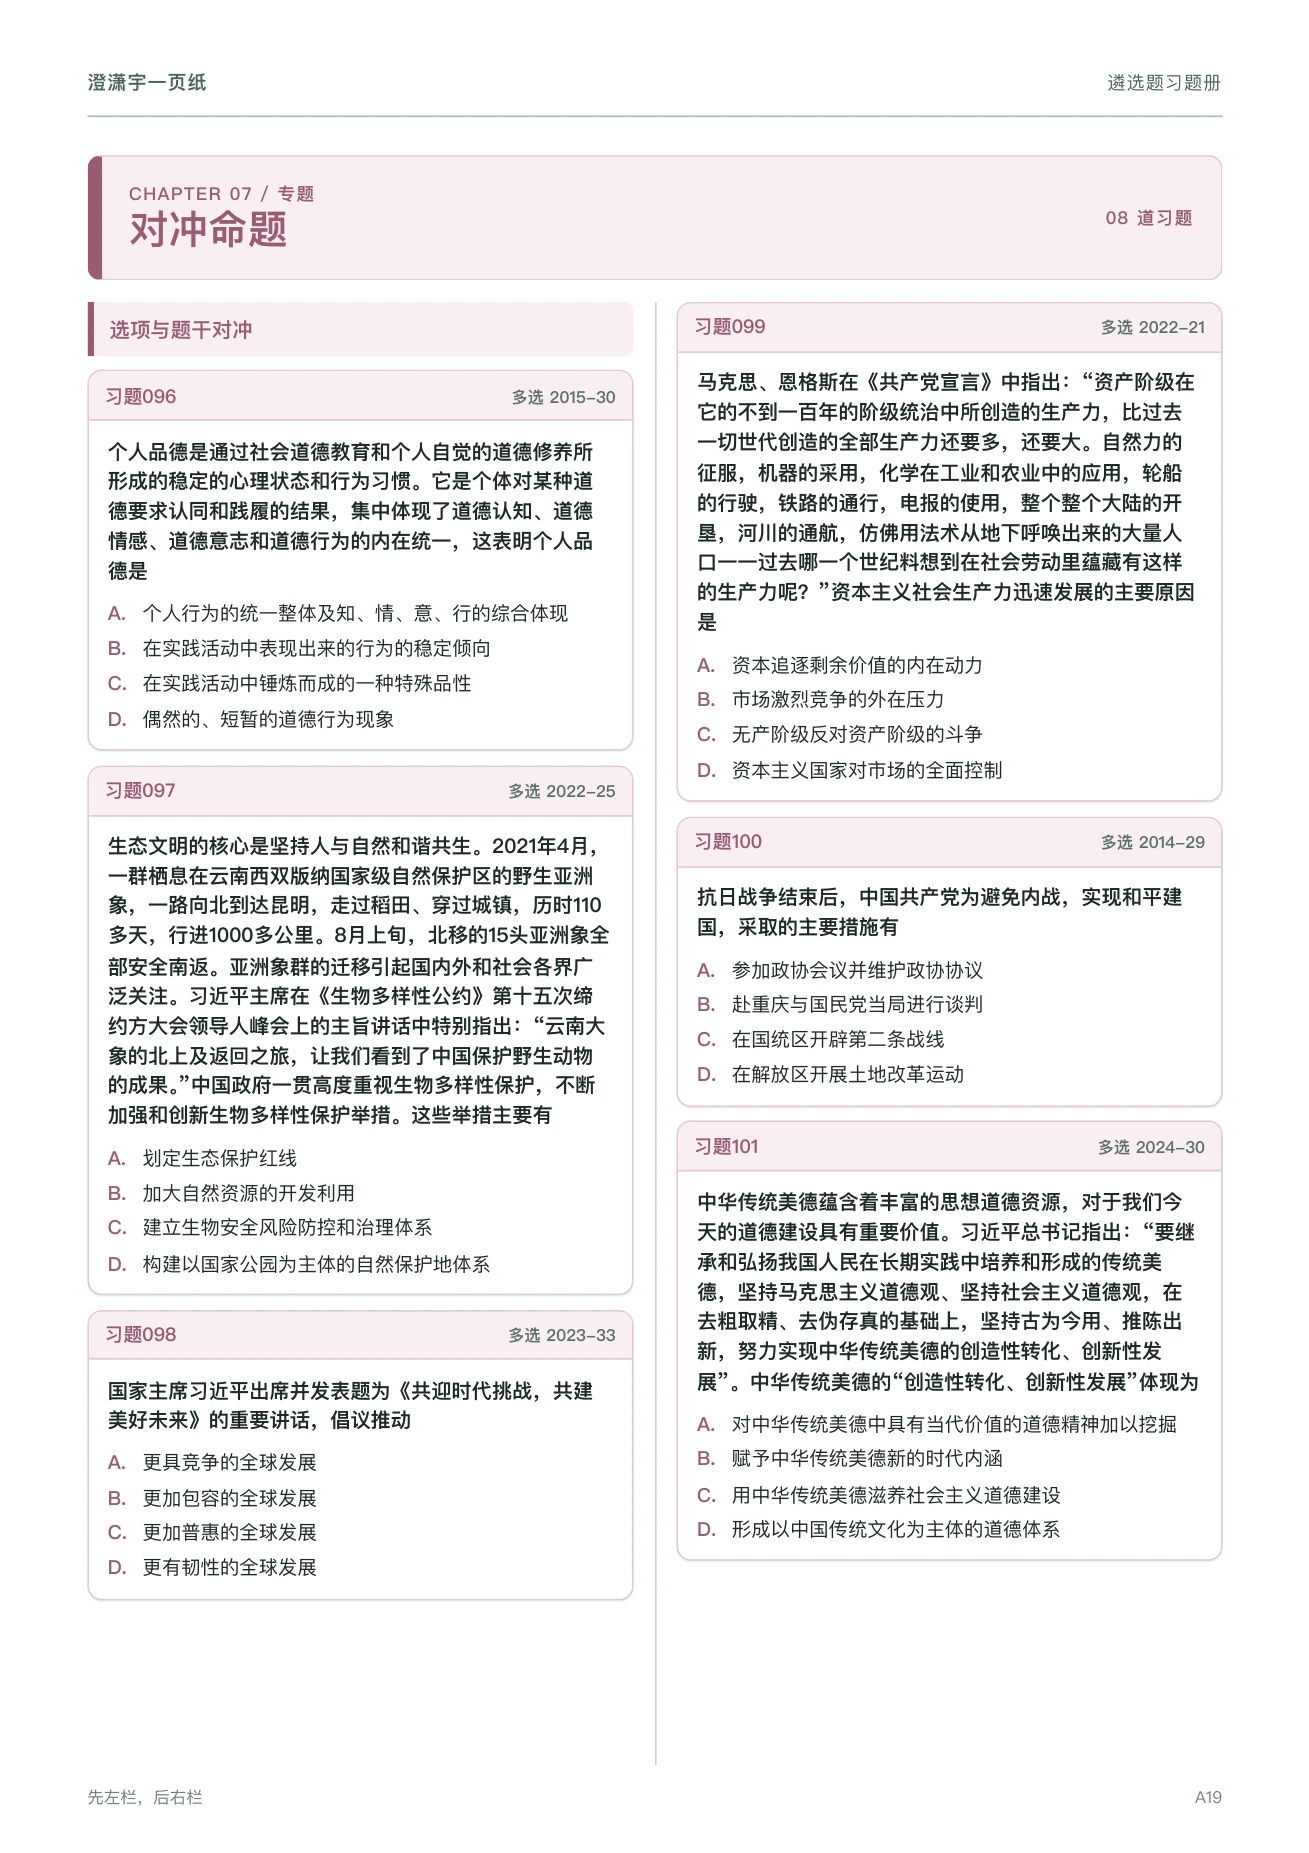 澄潇宇一页纸
遴选题习题册
CHAPTER 07 / 专题
对冲命题
08 道习题
选项与题干对冲
习题096
多选 2015-30
个人品德是通过社会道德教育和个人自觉的道德修养所
形成的稳定的心理状态和行为习惯。它是个体对某种道
德要求认同和践履的结果，集中体现了道德认知、道德
情感、道德意志和道德行为的内在统一，这表明个人品
德是
A. 个人行为的统一整体及知、情、意、行的综合体现
B. 在实践活动中表现出来的行为的稳定倾向
C. 在实践活动中锤炼而成的一种特殊品性
D. 偶然的、短暂的道德行为现象
习题097
多选 2022-25
生态文明的核心是坚持人与自然和谐共生。2021年4月，
一群栖息在云南西双版纳国家级自然保护区的野生亚洲
象，一路向北到达昆明，走过稻田、穿过城镇，历时110
多天，行进1000多公里。8月上旬，北移的15头亚洲象全
部安全南返。亚洲象群的迁移引起国内外和社会各界广
泛关注。习近平主席在《生物多样性公约》第十五次缔
约方大会领导人峰会上的主旨讲话中特别指出：“云南大
象的北上及返回之旅，让我们看到了中国保护野生动物
的成果。”中国政府一贯高度重视生物多样性保护，不断
加强和创新生物多样性保护举措。这些举措主要有
A. 划定生态保护红线
B. 加大自然资源的开发利用
C. 建立生物安全风险防控和治理体系
D. 构建以国家公园为主体的自然保护地体系
习题098
多选 2023-33
国家主席习近平出席并发表题为《共迎时代挑战，共建
美好未来》的重要讲话，倡议推动
A. 更具竞争的全球发展
B. 更加包容的全球发展
C. 更加普惠的全球发展
D. 更有韧性的全球发展
习题099
多选 2022-21
马克思、恩格斯在《共产党宣言》中指出：“资产阶级在
它的不到一百年的阶级统治中所创造的生产力，比过去
一切世代创造的全部生产力还要多，还要大。自然力的
征服，机器的采用，化学在工业和农业中的应用，轮船
的行驶，铁路的通行，电报的使用，整个整个大陆的开
垦，河川的通航，仿佛用法术从地下呼唤出来的大量人
口——过去哪一个世纪料想到在社会劳动里蕴藏有这样
的生产力呢？”资本主义社会生产力迅速发展的主要原因
是
A. 资本追逐剩余价值的内在动力
B. 市场激烈竞争的外在压力
C. 无产阶级反对资产阶级的斗争
D. 资本主义国家对市场的全面控制
习题100
多选 2014-29
抗日战争结束后，中国共产党为避免内战，实现和平建
国，采取的主要措施有
A. 参加政协会议并维护政协协议
B. 赴重庆与国民党当局进行谈判
C. 在国统区开辟第二条战线
D. 在解放区开展土地改革运动
习题101
多选 2024-30
中华传统美德蕴含着丰富的思想道德资源，对于我们今
天的道德建设具有重要价值。习近平总书记指出：“要继
承和弘扬我国人民在长期实践中培养和形成的传统美
德，坚持马克思主义道德观、坚持社会主义道德观，在
去粗取精、去伪存真的基础上，坚持古为今用、推陈出
新，努力实现中华传统美德的创造性转化、创新性发
展”。中华传统美德的“创造性转化、创新性发展”体现为
A. 对中华传统美德中具有当代价值的道德精神加以挖掘
B. 赋予中华传统美德新的时代内涵
C. 用中华传统美德滋养社会主义道德建设
D. 形成以中国传统文化为主体的道德体系
先左栏，后右栏
A19